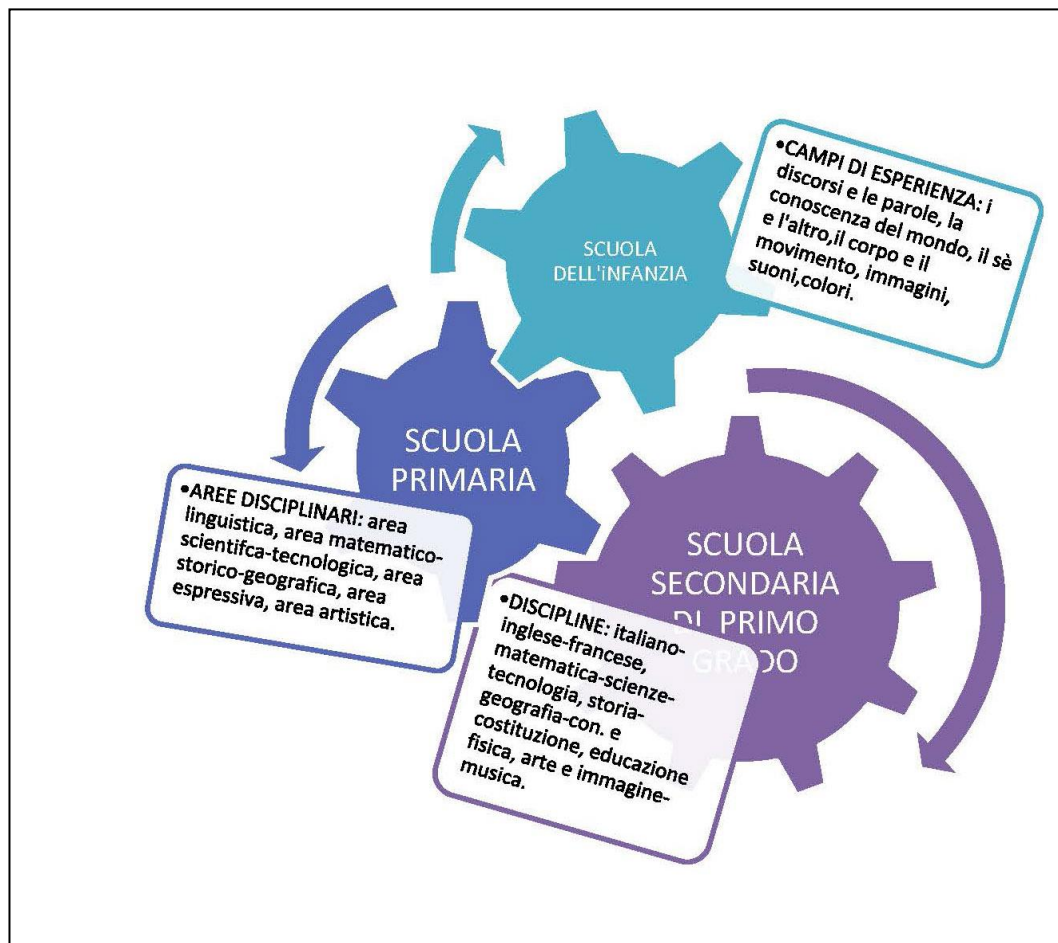 SCUOLA
DELL'iNFANZIA
•CAMPI DI ESPERIENZA: i
discorsi e le parole, la
conoscenza del mondo, il sè
e l'altro,il corpo e il
movimento, immagini,
suoni,colori.
SCUOLA
PRIMARIA
•AREE DISCIPLINARI: area
linguistica, area matematico-
scientifca-tecnologica, area
storico-geografica, area
espressiva, area artistica.
SCUOLA
SECONDARIA
DI PRIMO
GRADO
•DISCIPLINE: italiano-
inglese-francese,
matematica-scienze-
tecnologia, storia-
geografia-con. e
costituzione, educazione
fisica, arte e immagine-
musica.